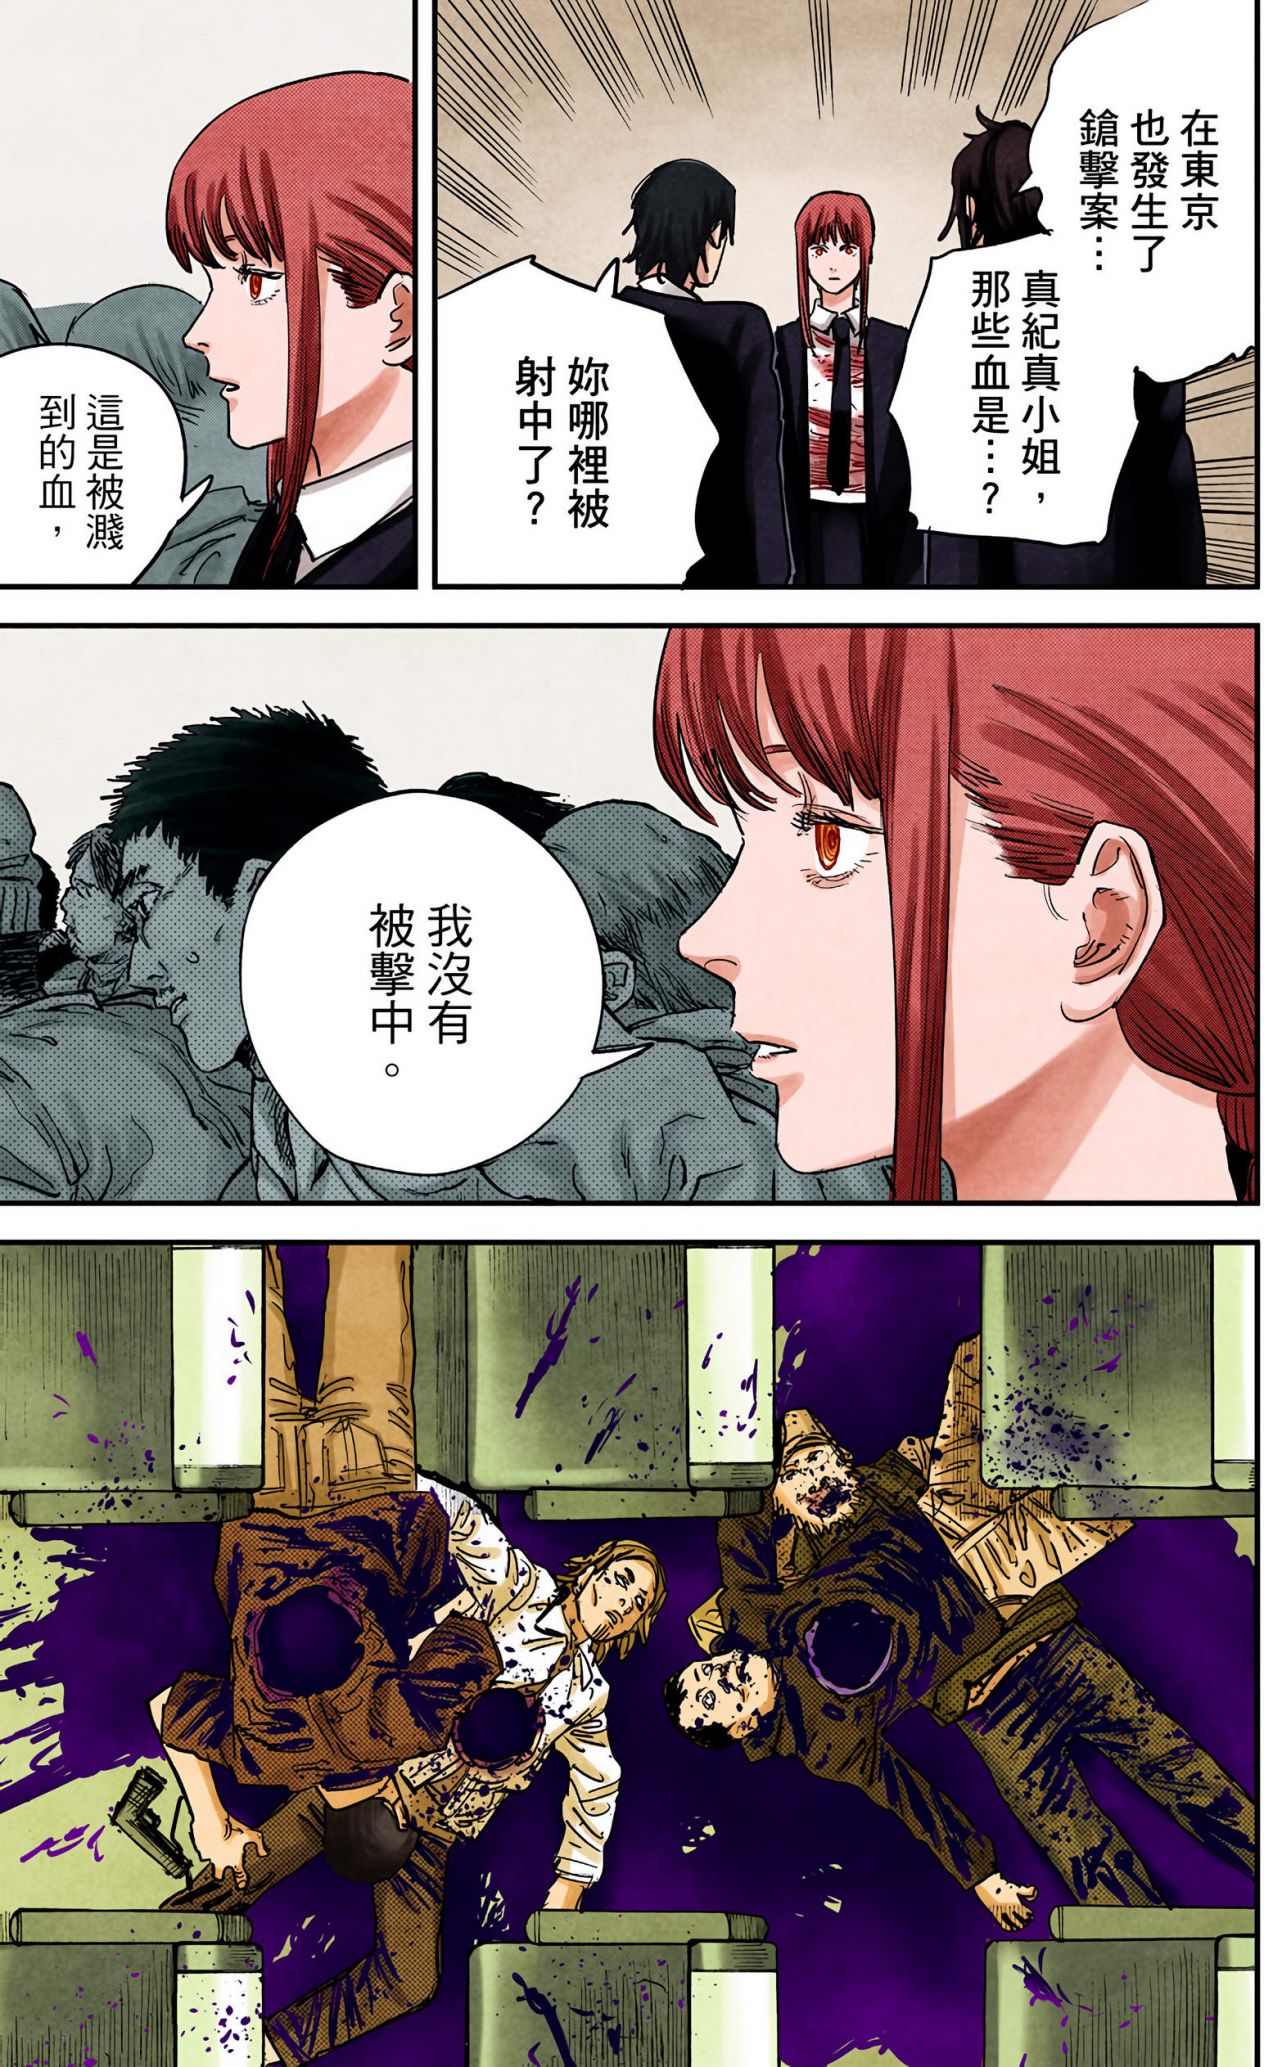 在東京
也發生了
鎗擊案…
真紀真小姐，
那些血是…？
妳哪裡被
射中了？
這是被濺
到的血，
我沒有
被擊中。